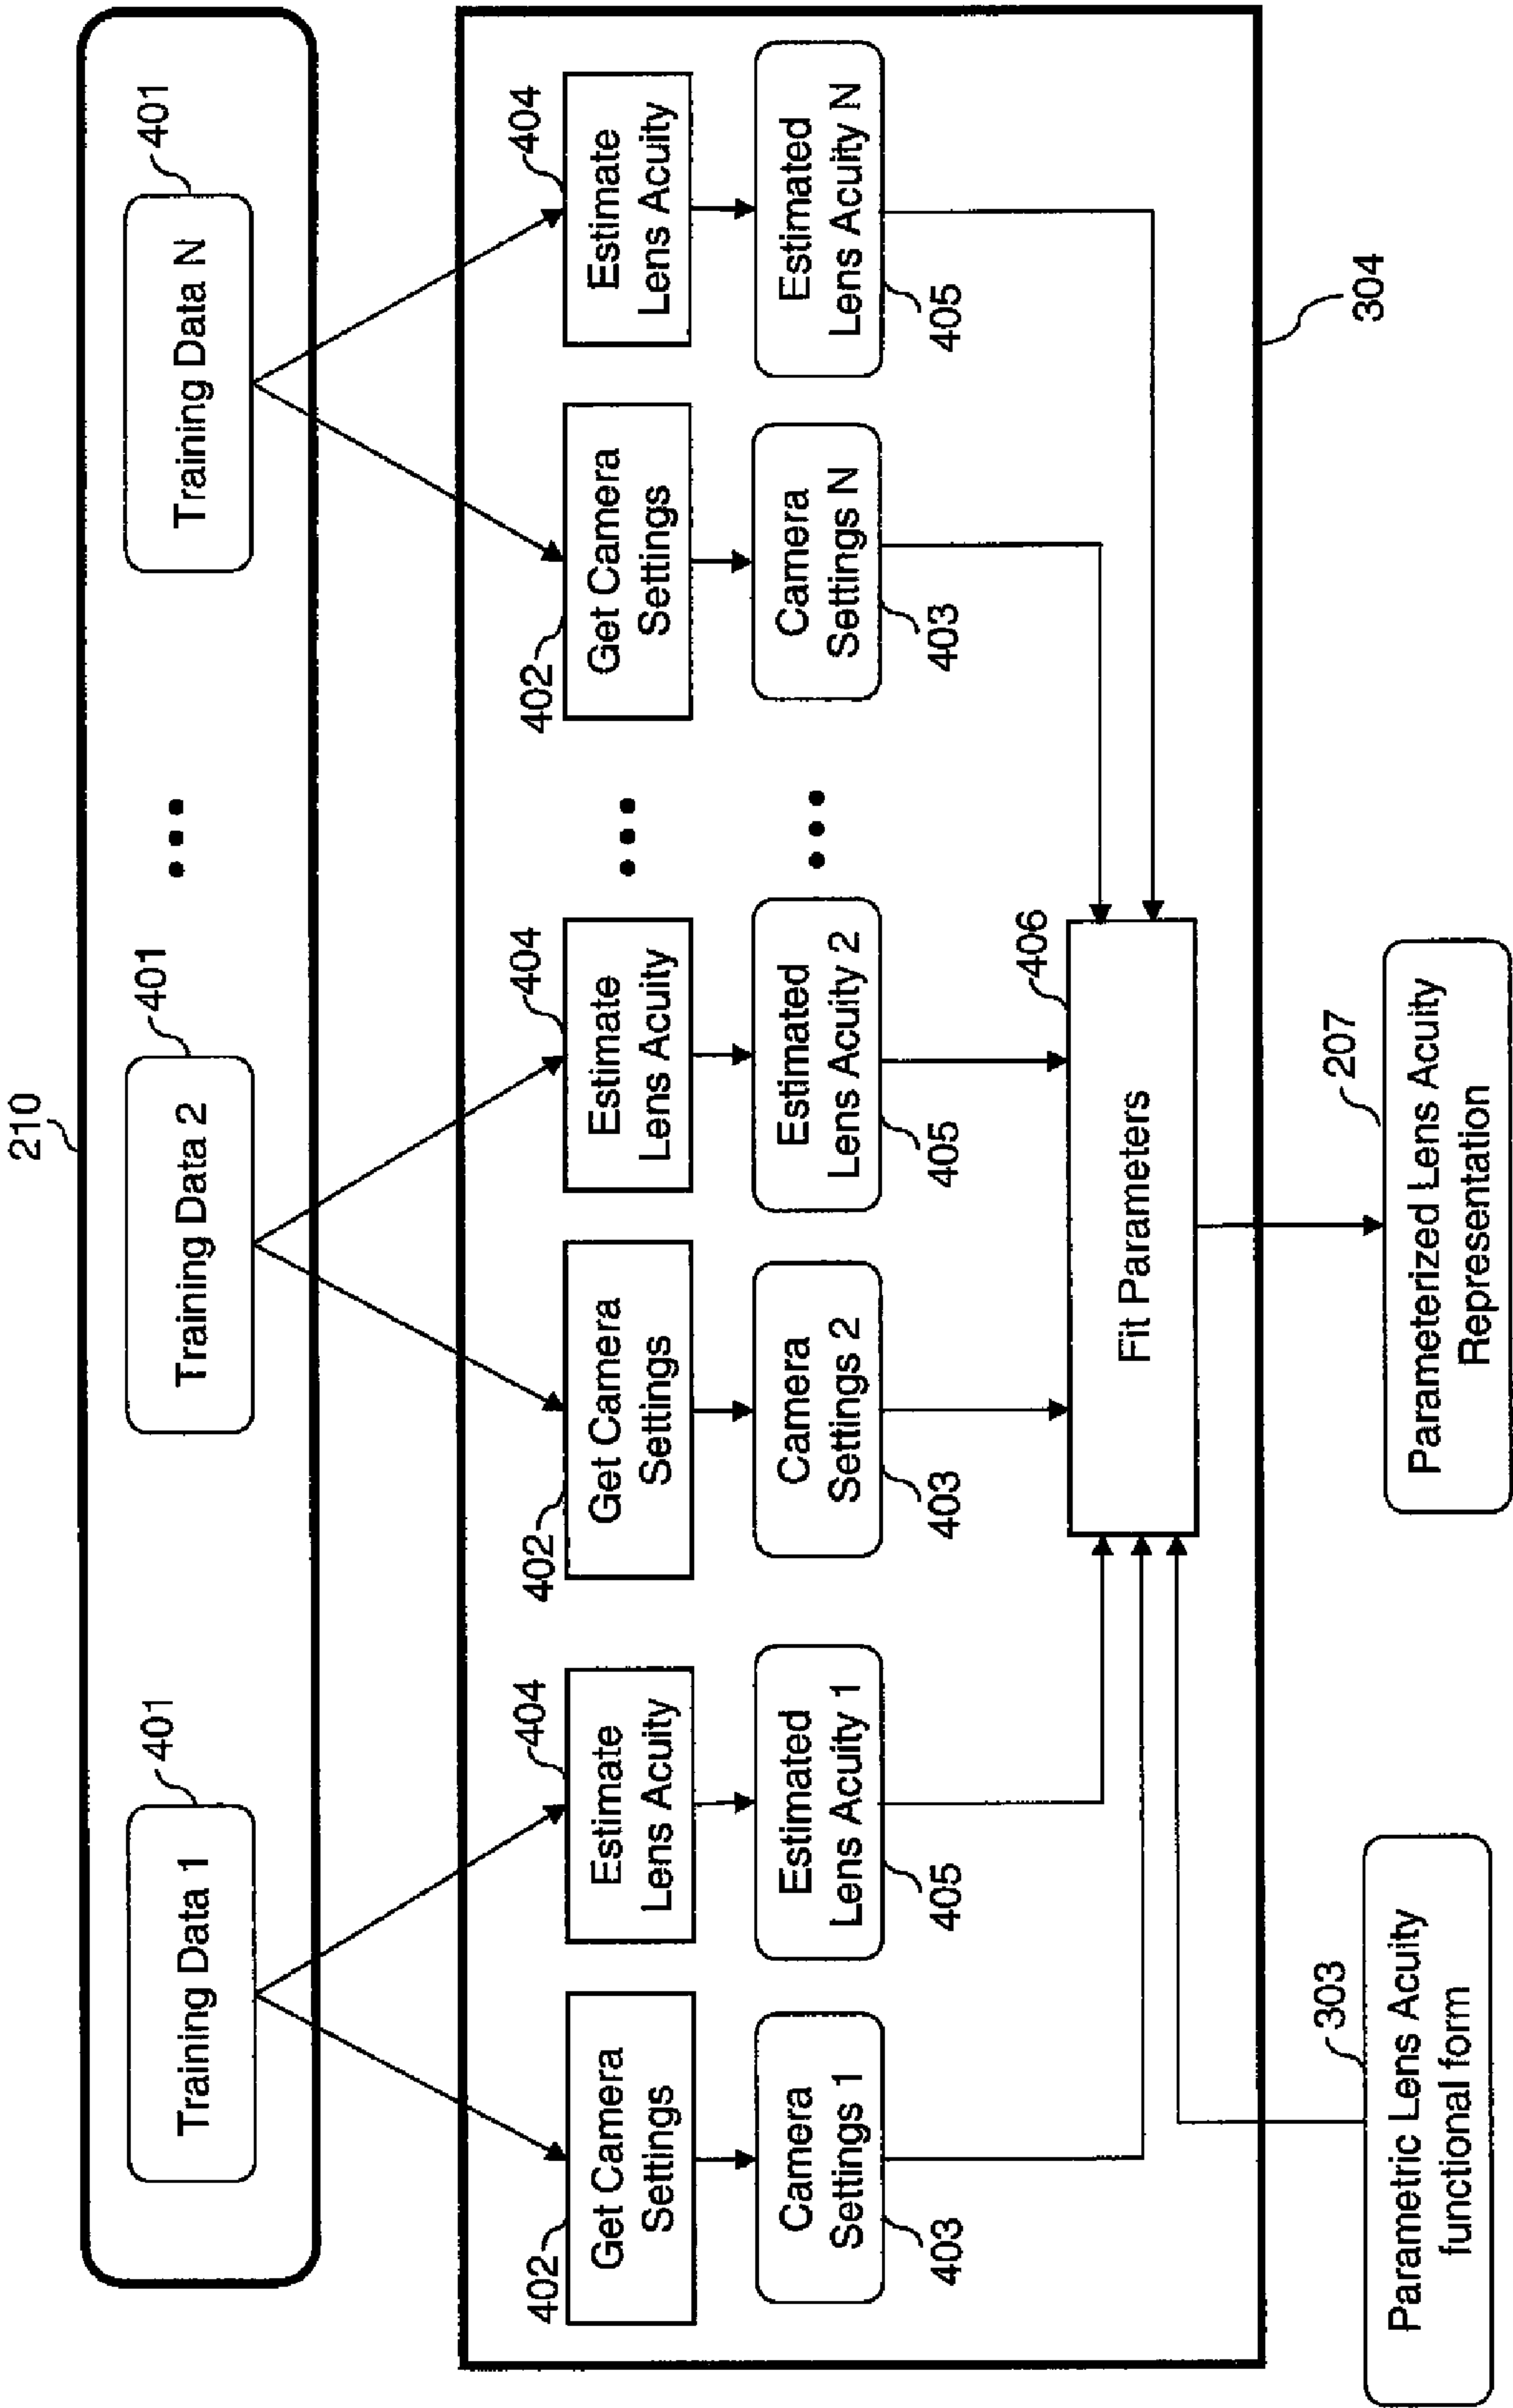 210
401
401
401
Training Data 1
Training Data 2
...
Training Data N
402
404
402
404
402
404
Get Camera
Settings
Estimate
Lens Acuity
Get Camera
Settings
Estimate
Lens Acuity
...
Get Camera
Settings
Estimate
Lens Acuity
Camera
Settings 1
Estimated
Lens Acuity 1
Camera
Settings 2
Estimated
Lens Acuity 2
...
Camera
Settings N
Estimated
Lens Acuity N
403
405
403
405
403
405
406
Fit Parameters
304
303
Parametric Lens Acuity
functional form
207
Parameterized Lens Acuity
Representation